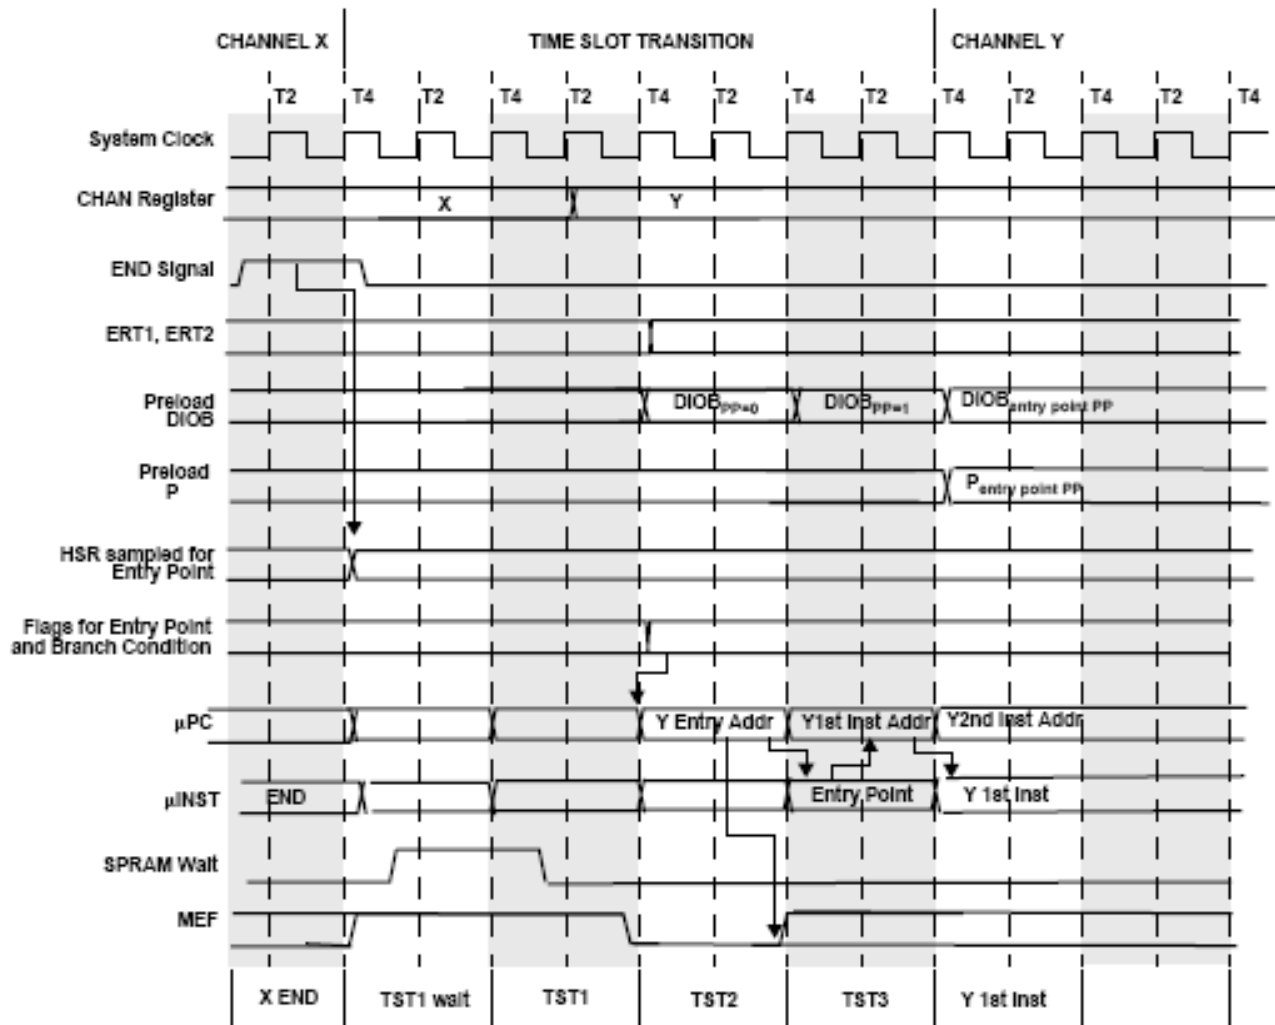 CHANNEL X TIME SLOT TRANSITION CHANNEL Y
T2 T4 T2 T4 T2 T4 T2 T4 T2 T4 T2 T4 T2 T4
System Clock
CHAN Register X Y
END Signal
ERT1, ERT2
Preload
DIOB
DIOBPP=0 DIOBPP=1 DIOBentry point PP
Preload
P
Pentry point PP
HSR sampled for
Entry Point
Flags for Entry Point
and Branch Condition
µPC Y Entry Addr Y1st Inst Addr Y2nd Inst Addr
µINST END Entry Point Y 1st Inst
SPRAM Wait
MEF
X END TST1 wait TST1 TST2 TST3 Y 1st Inst